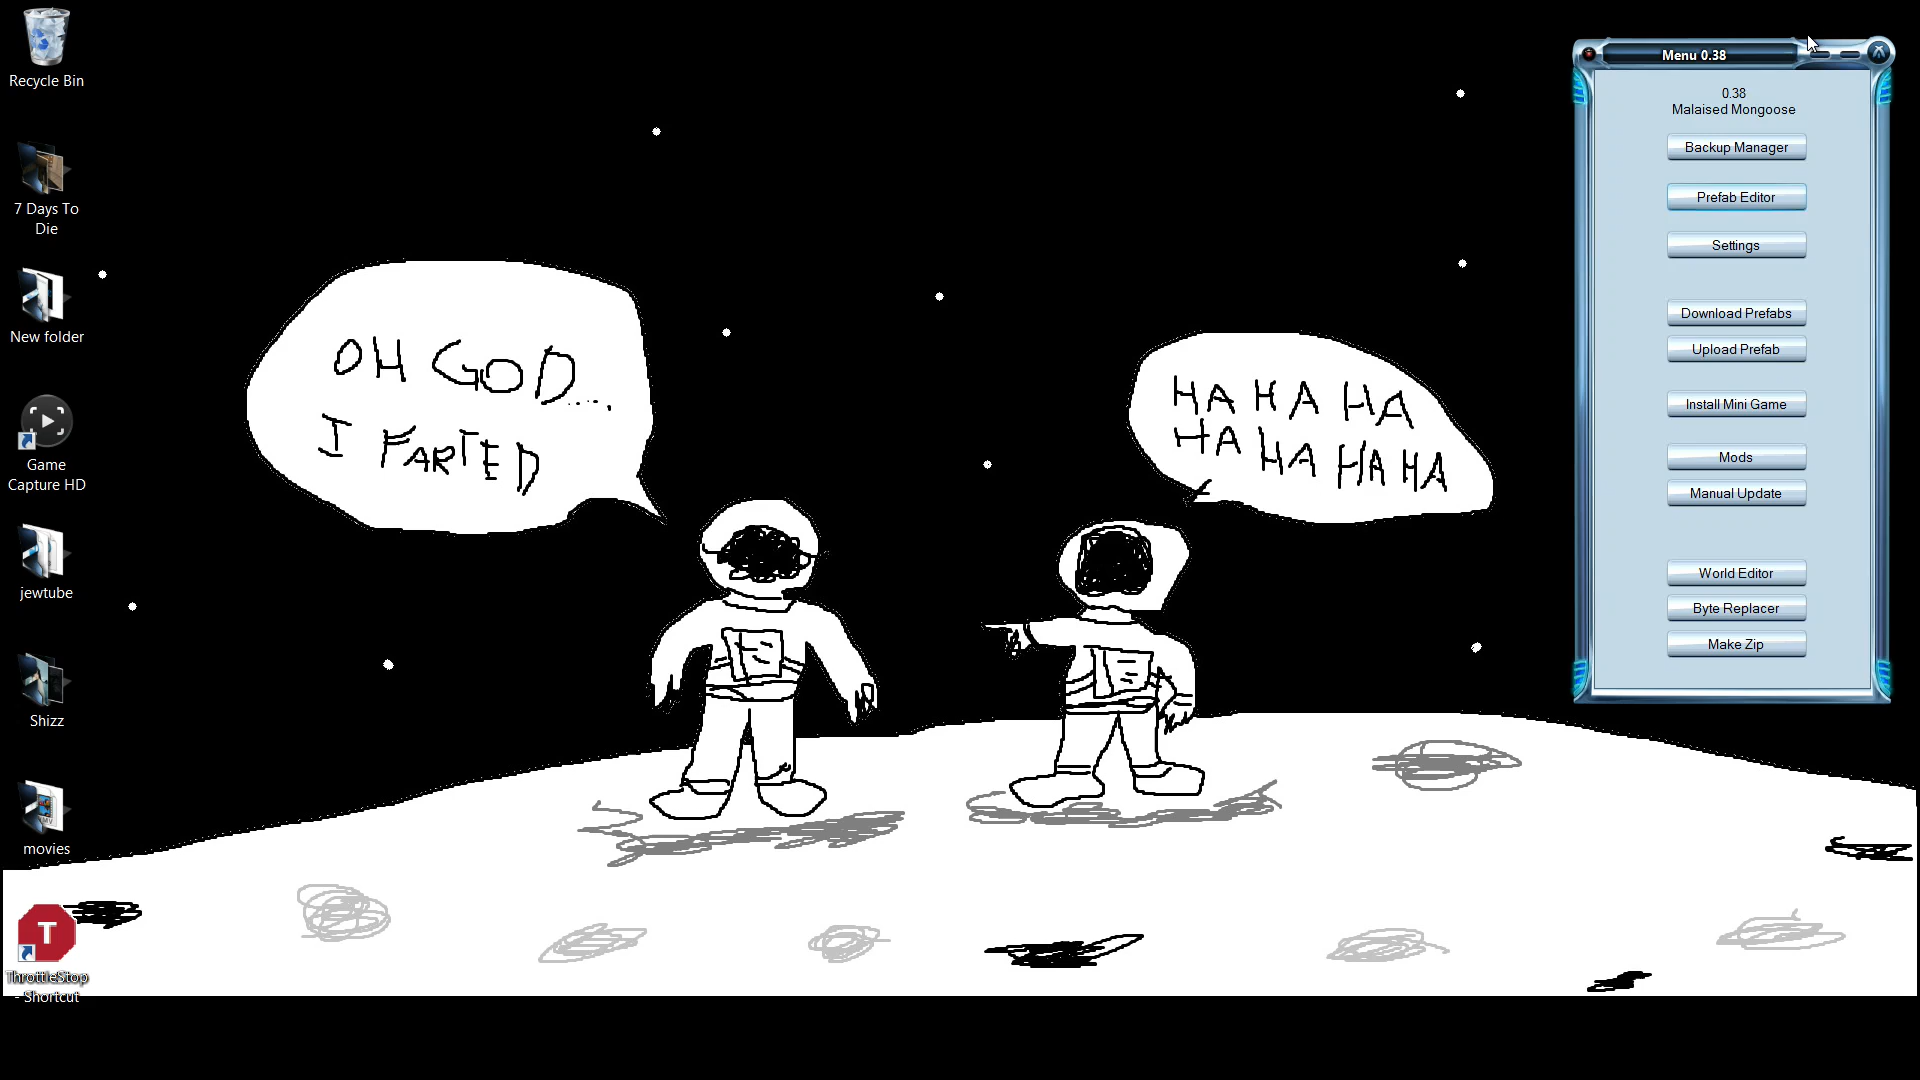 Recycle Bin
7 Days To
Die
New folder
Game
Capture HD
jewtube
Shizz
movies
T
ThrottleStop
- Shortcut
OH GOD.....
I FARTED
HA HA HA
HA HA HA HA
Menu 0.38
0.38
Malaised Mongoose
Backup Manager
Prefab Editor
Settings
Download Prefabs
Upload Prefab
Install Mini Game
Mods
Manual Update
World Editor
Byte Replacer
Make Zip